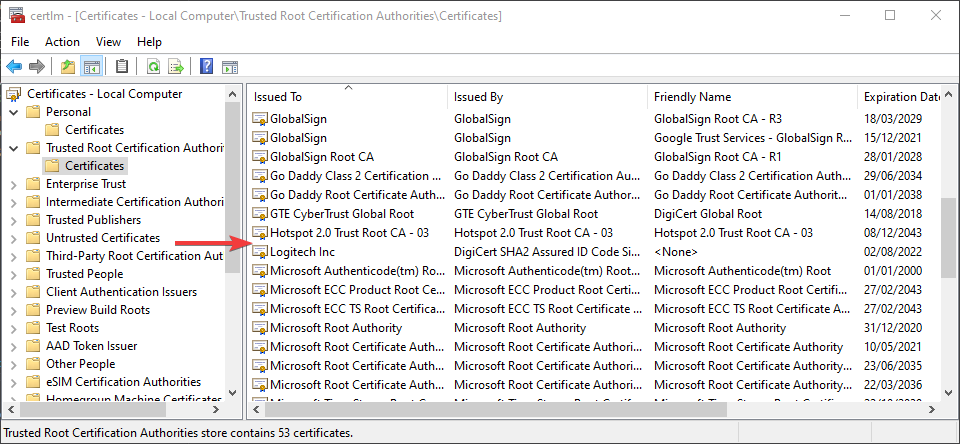 certlm - [Certificates - Local Computer\Trusted Root Certification Authorities\Certificates]
File Action View Help
Certificates - Local Computer
Personal
Certificates
Trusted Root Certification Authorit
Certificates
Enterprise Trust
Intermediate Certification Authori
Trusted Publishers
Untrusted Certificates
Third-Party Root Certification Aut
Trusted People
Client Authentication Issuers
Preview Build Roots
Test Roots
AAD Token Issuer
Other People
eSIM Certification Authorities
Homegroup Machine Certificates
Issued To Issued By Friendly Name Expiration Date
GlobalSign GlobalSign GlobalSign Root CA - R3 18/03/2029
GlobalSign GlobalSign Google Trust Services - GlobalSign R... 15/12/2021
GlobalSign Root CA GlobalSign Root CA GlobalSign Root CA - R1 28/01/2028
Go Daddy Class 2 Certification ... Go Daddy Class 2 Certification Au... Go Daddy Class 2 Certification Auth... 29/06/2034
Go Daddy Root Certificate Auth... Go Daddy Root Certificate Author... Go Daddy Root Certificate Authorit... 01/01/2038
GTE CyberTrust Global Root GTE CyberTrust Global Root DigiCert Global Root 14/08/2018
Hotspot 2.0 Trust Root CA - 03 Hotspot 2.0 Trust Root CA - 03 Hotspot 2.0 Trust Root CA - 03 08/12/2043
Logitech Inc DigiCert SHA2 Assured ID Code Si... <None> 02/08/2022
Microsoft Authenticode(tm) Ro... Microsoft Authenticode(tm) Root... Microsoft Authenticode(tm) Root 01/01/2000
Microsoft ECC Product Root Ce... Microsoft ECC Product Root Certi... Microsoft ECC Product Root Certifi... 27/02/2043
Microsoft ECC TS Root Certifica... Microsoft ECC TS Root Certificate ... Microsoft ECC TS Root Certificate A... 27/02/2043
Microsoft Root Authority Microsoft Root Authority Microsoft Root Authority 31/12/2020
Microsoft Root Certificate Auth... Microsoft Root Certificate Authori... Microsoft Root Certificate Authority 10/05/2021
Microsoft Root Certificate Auth... Microsoft Root Certificate Authori... Microsoft Root Certificate Authorit... 23/06/2035
Microsoft Root Certificate Auth... Microsoft Root Certificate Authori... Microsoft Root Certificate Authorit... 22/03/2036
Trusted Root Certification Authorities store contains 53 certificates.